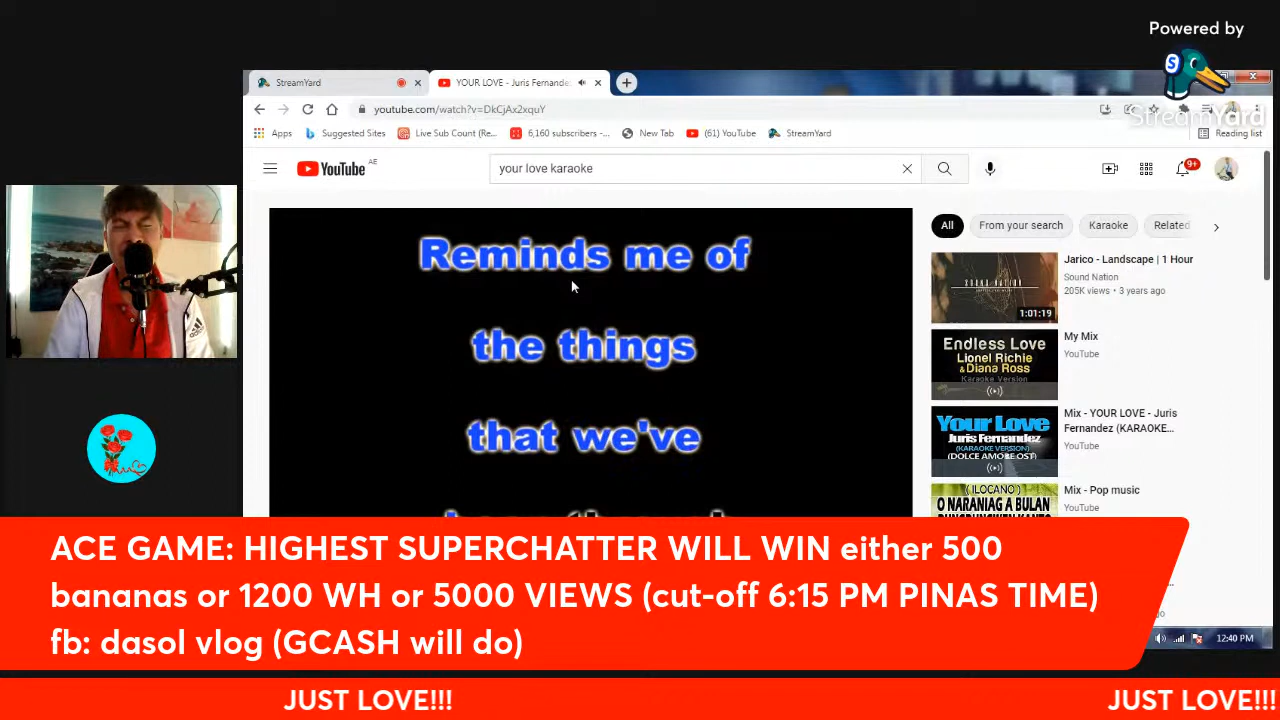 Powered by
StreamYard
StreamYard
YOUR LOVE - Juris Fernande
youtube.com/watch?v=DkCjAx2xquY
Apps
Suggested Sites
Live Sub Count (Re...
6,160 subscribers -...
New Tab
(61) YouTube
StreamYard
Reading list
YouTube AE
your love karaoke
9+
Reminds me of
the things
that we've
All
From your search
Karaoke
Related
SOUND NATION
1:01:19
Jarico - Landscape | 1 Hour
Sound Nation
205K views • 3 years ago
Endless Love
Lionel Richie
& Diana Ross
Karaoke Version
My Mix
YouTube
Your Love
Juris Fernandez
(KARAOKE VERSION)
(DOLCE AMORE OST)
Mix - YOUR LOVE - Juris
Fernandez (KARAOKE...
YouTube
(ILOCANO)
O NARANIAG A BULAN
Mix - Pop music
YouTube
ACE GAME: HIGHEST SUPERCHATTER WILL WIN either 500
bananas or 1200 WH or 5000 VIEWS (cut-off 6:15 PM PINAS TIME)
fb: dasol vlog (GCASH will do)
12:40 PM
JUST LOVE!!!
JUST LOVE!!!